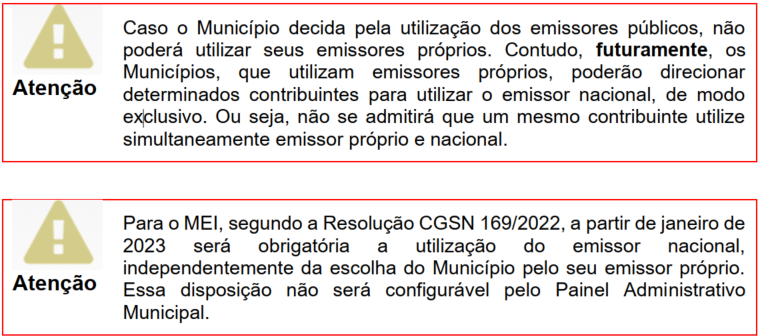 Caso o Município decida pela utilização dos emissores públicos, não
poderá utilizar seus emissores próprios. Contudo, futuramente, os
Municípios, que utilizam emissores próprios, poderão direcionar
determinados contribuintes para utilizar o emissor nacional, de modo
exclusivo. Ou seja, não se admitirá que um mesmo contribuinte utilize
simultaneamente emissor próprio e nacional.
Atenção
Para o MEI, segundo a Resolução CGSN 169/2022, a partir de janeiro de
2023 será obrigatória a utilização do emissor nacional,
independentemente da escolha do Município pelo seu emissor próprio.
Essa disposição não será configurável pelo Painel Administrativo
Municipal.
Atenção